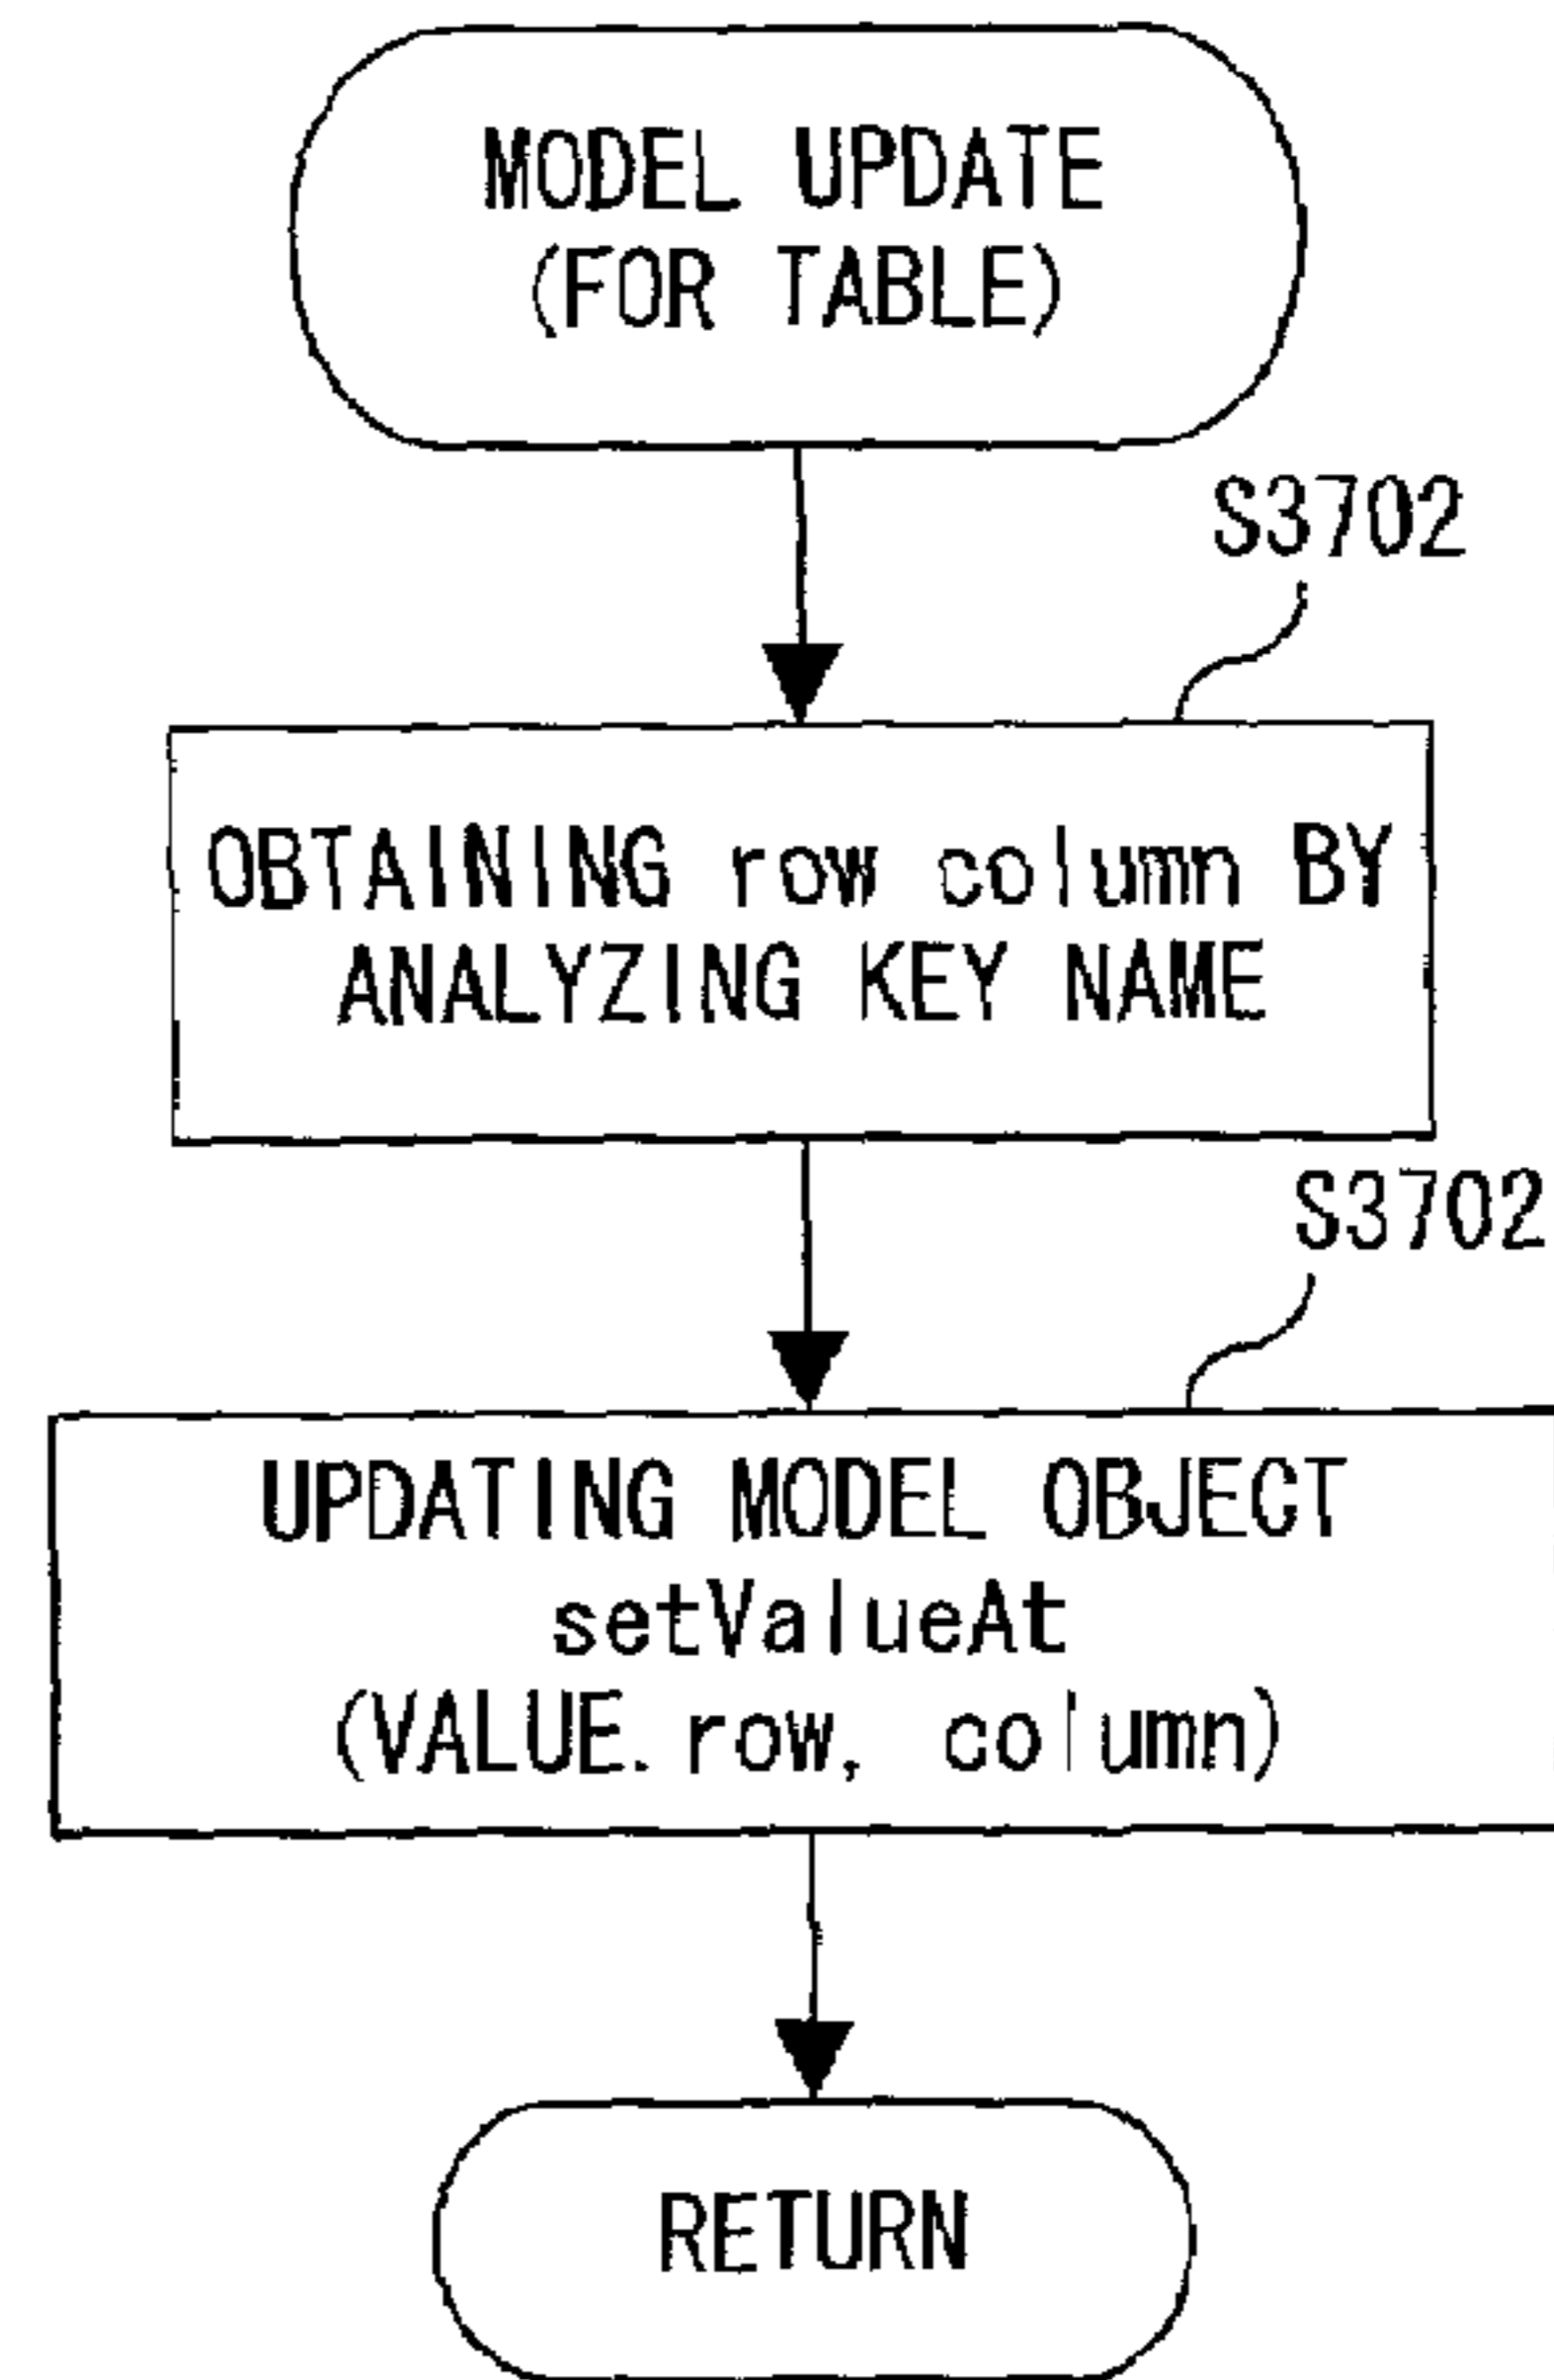 MODEL UPDATE
(FOR TABLE)
S3702
OBTAINING row column BY
ANALYZING KEY NAME
S3702
UPDATING MODEL OBJECT
setValueAt
(VALUE. row, column)
RETURN